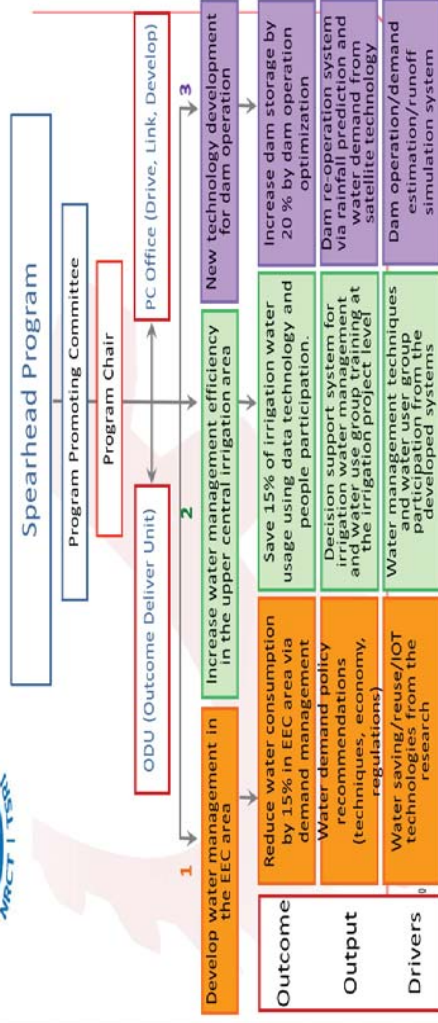 NRCT | TSRI
Spearhead Program
Program Promoting Committee
Program Chair
ODU (Outcome Deliver Unit)
PC Office (Drive, Link, Develop)
1
2
3
Develop water management in
the EEC area
Increase water management efficiency
in the upper central irrigation area
New technology development
for dam operation
Outcome
Reduce water consumption
by 15% in EEC area via
demand management
Save 15% of irrigation water
usage using data technology and
people participation.
Increase dam storage by
20 % by dam operation
optimization
Output
Water demand policy
recommendations
(techniques, economy,
regulations)
Decision support system for
irrigation water management
and water use group training at
the irrigation project level
Dam re-operation system
via rainfall prediction and
water demand from
satellite technology
Drivers
Water saving/reuse/IOT
technologies from the
research
Water management techniques
and water user group
participation from the
developed systems
Dam operation/demand
estimation/runoff
simulation system